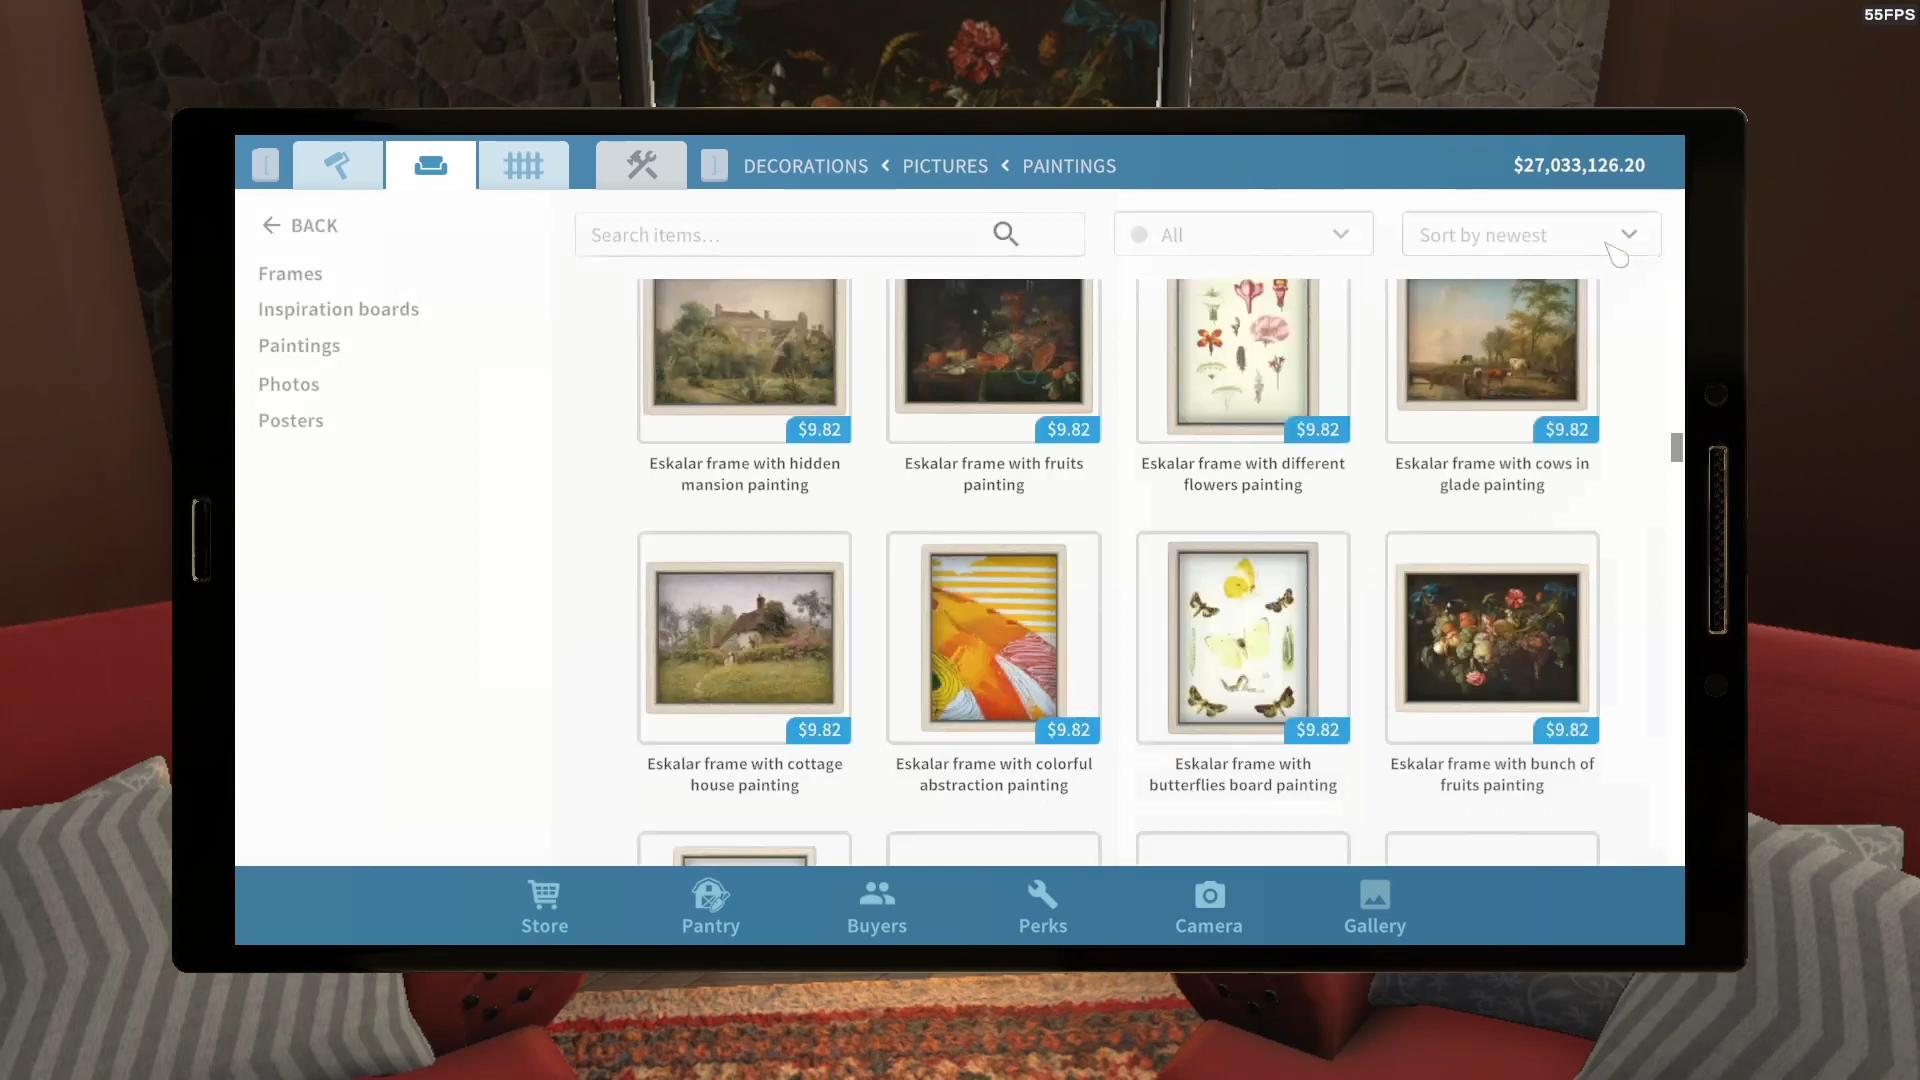 55FPS
[
]
DECORATIONS < PICTURES < PAINTINGS
$27,033,126.20
BACK
Frames
Inspiration boards
Paintings
Photos
Posters
Search items...
All
Sort by newest
$9.82
$9.82
$9.82
$9.82
Eskalar frame with hidden
mansion painting
Eskalar frame with fruits
painting
Eskalar frame with different
flowers painting
Eskalar frame with cows in
glade painting
$9.82
$9.82
$9.82
$9.82
Eskalar frame with cottage
house painting
Eskalar frame with colorful
abstraction painting
Eskalar frame with
butterflies board painting
Eskalar frame with bunch of
fruits painting
Store
Pantry
Buyers
Perks
Camera
Gallery